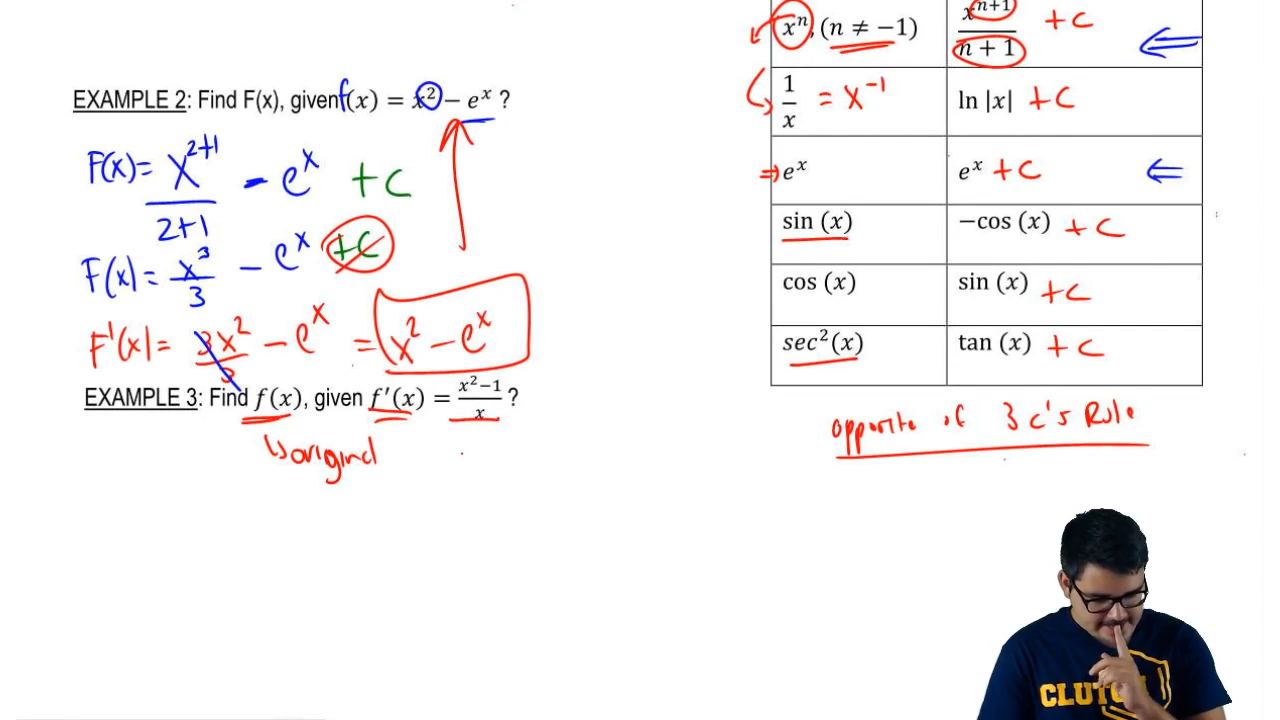 EXAMPLE 2: Find F(x), given f(x) = x² − eˣ ?
F(x)= x²⁺¹/2+1 - eˣ +C
F(x)= x³/3 - eˣ +C
F'(x)= 3x²/3 - eˣ = x² - eˣ
EXAMPLE 3: Find f(x), given f'(x) = x²−1/x ?
original
xⁿ, (n ≠ −1) xⁿ⁺¹/n + 1 +C
1/x = x⁻¹ ln |x| +C
⇒ eˣ eˣ +C
sin (x) −cos (x) +C
cos (x) sin (x) +C
sec²(x) tan (x) +C
opposite of 3 C's Rule
CLUTCH